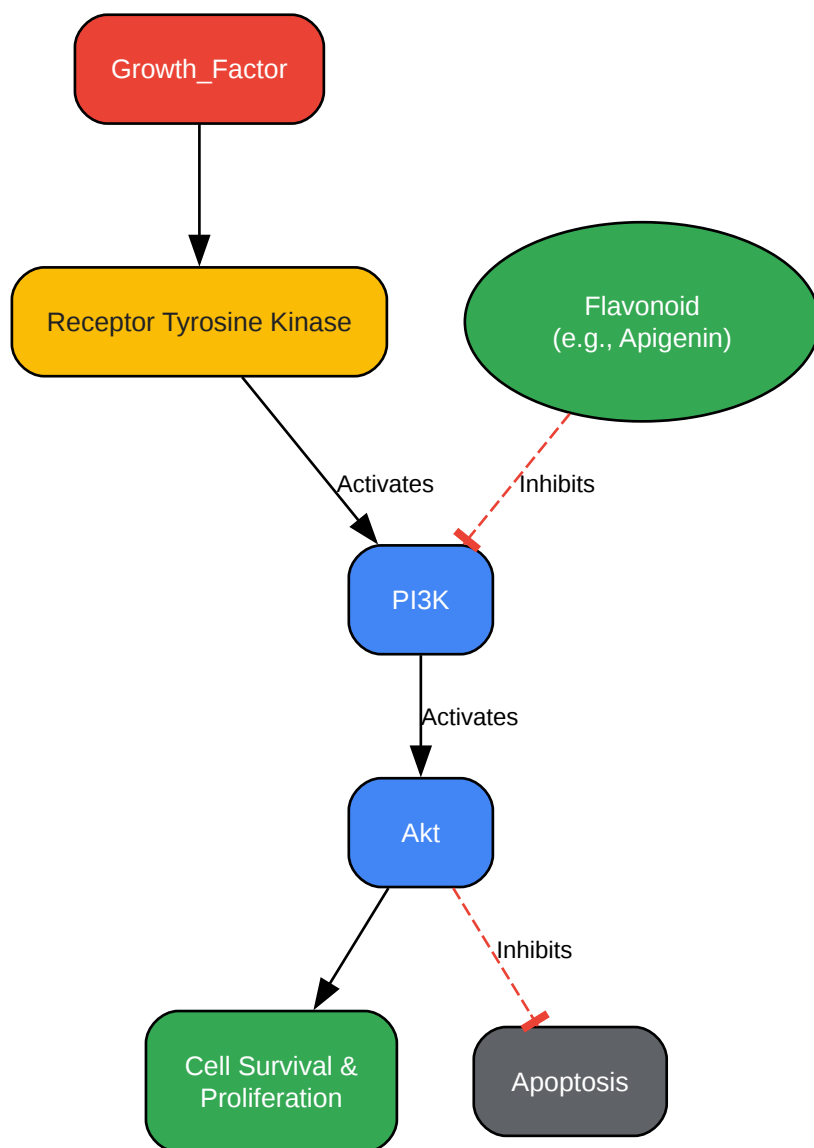 Growth_Factor
Receptor Tyrosine Kinase
Flavonoid
(e.g., Apigenin)
Activates
Inhibits
PI3K
Activates
Akt
Inhibits
Cell Survival &
Proliferation
Apoptosis